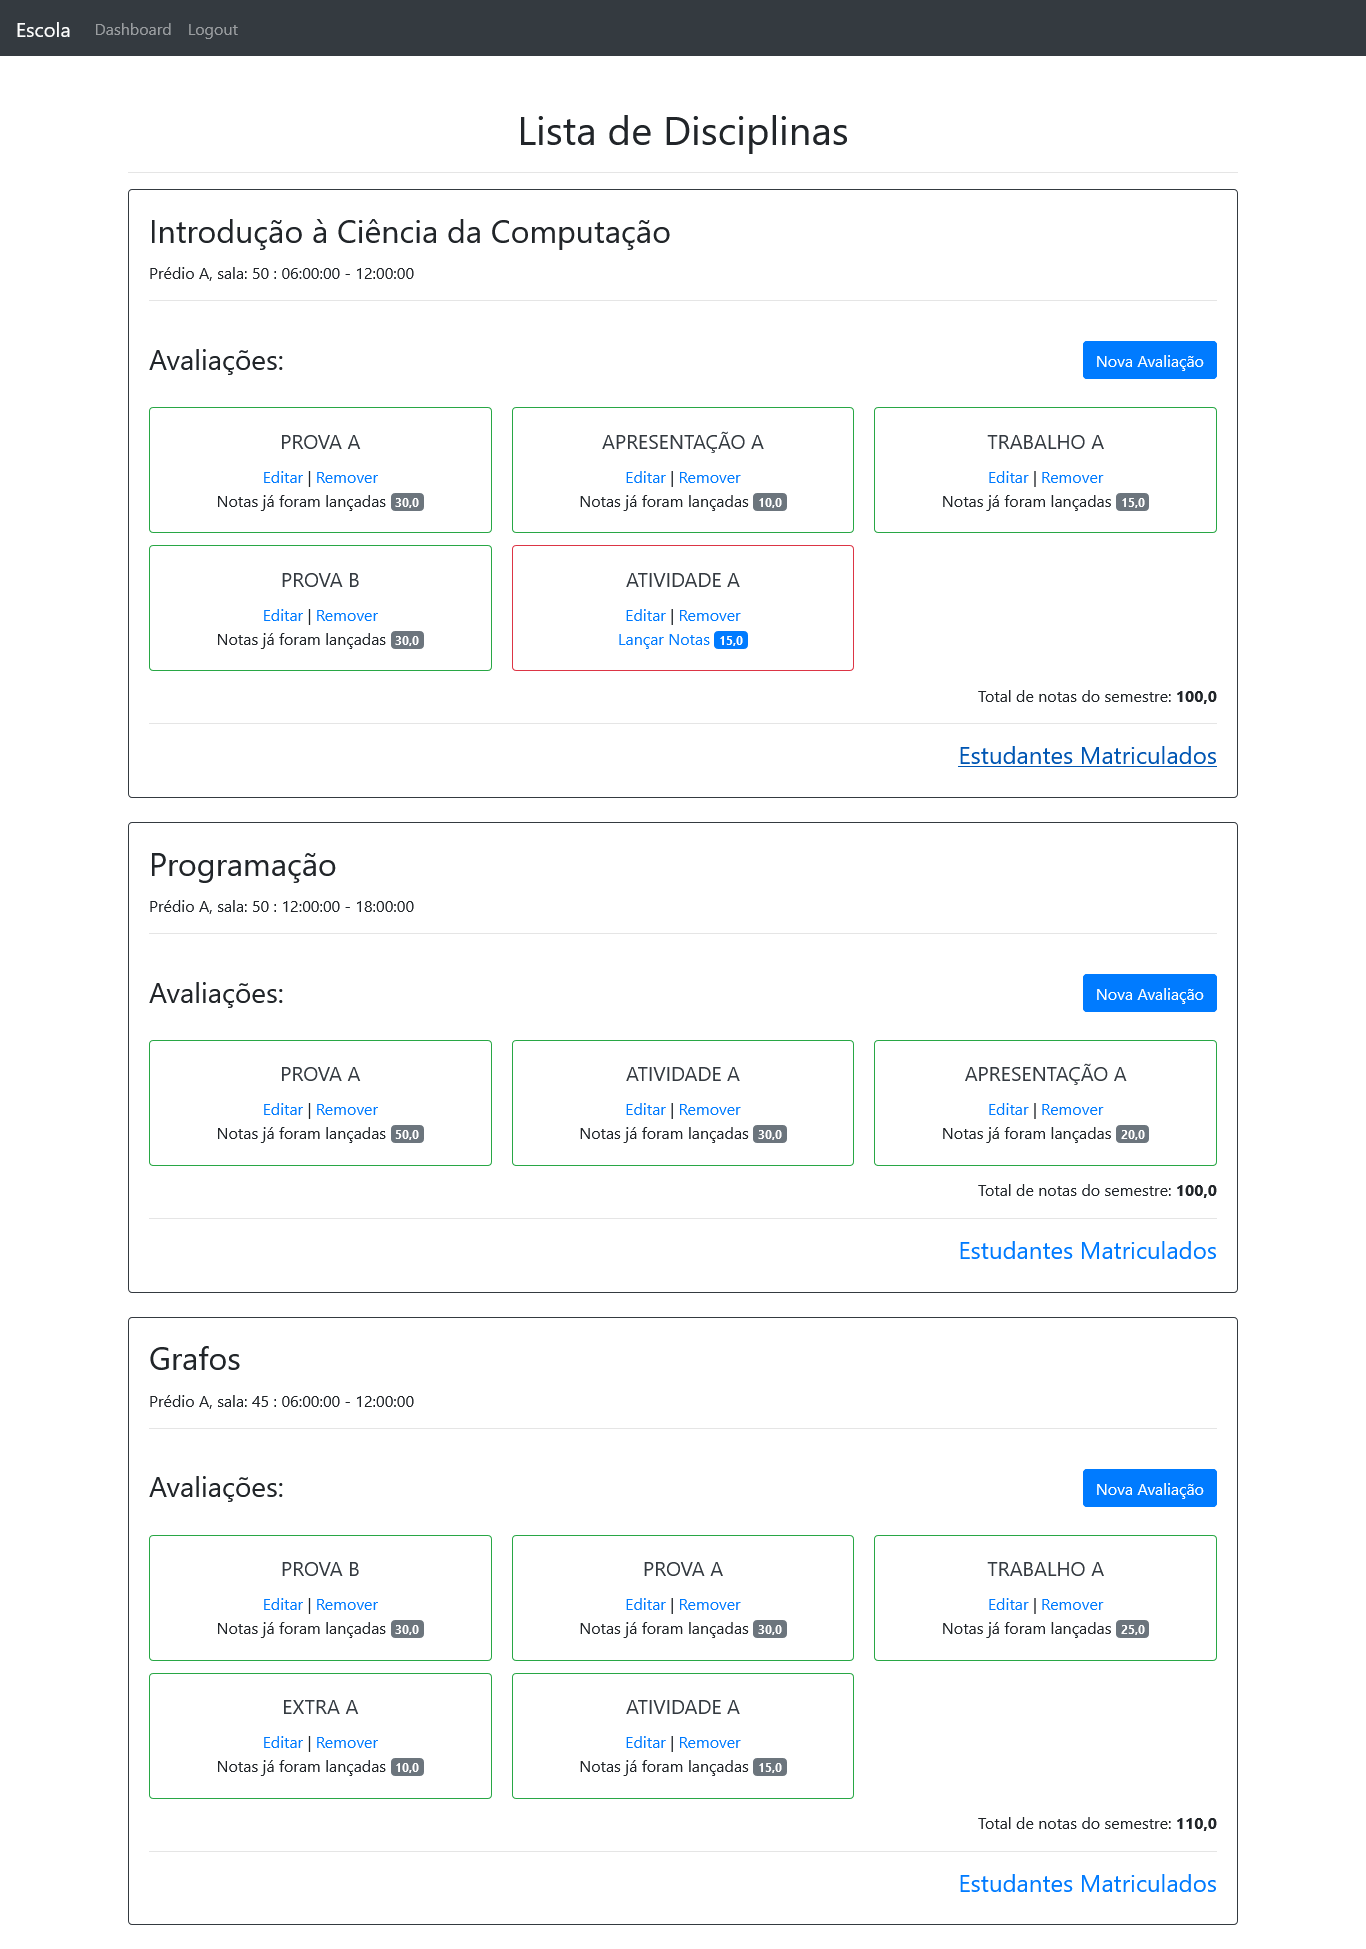 Escola Dashboard Logout
Lista de Disciplinas
Introdução à Ciência da Computação
Prédio A, sala: 50 : 06:00:00 - 12:00:00
Avaliações:
Nova Avaliação
PROVA A
Editar | Remover
Notas já foram lançadas 30,0
APRESENTAÇÃO A
Editar | Remover
Notas já foram lançadas 10,0
TRABALHO A
Editar | Remover
Notas já foram lançadas 15,0
PROVA B
Editar | Remover
Notas já foram lançadas 30,0
ATIVIDADE A
Editar | Remover
Lançar Notas 15,0
Total de notas do semestre: 100,0
Estudantes Matriculados
Programação
Prédio A, sala: 50 : 12:00:00 - 18:00:00
Avaliações:
Nova Avaliação
PROVA A
Editar | Remover
Notas já foram lançadas 50,0
ATIVIDADE A
Editar | Remover
Notas já foram lançadas 30,0
APRESENTAÇÃO A
Editar | Remover
Notas já foram lançadas 20,0
Total de notas do semestre: 100,0
Estudantes Matriculados
Grafos
Prédio A, sala: 45 : 06:00:00 - 12:00:00
Avaliações:
Nova Avaliação
PROVA B
Editar | Remover
Notas já foram lançadas 30,0
PROVA A
Editar | Remover
Notas já foram lançadas 30,0
TRABALHO A
Editar | Remover
Notas já foram lançadas 25,0
EXTRA A
Editar | Remover
Notas já foram lançadas 10,0
ATIVIDADE A
Editar | Remover
Notas já foram lançadas 15,0
Total de notas do semestre: 110,0
Estudantes Matriculados